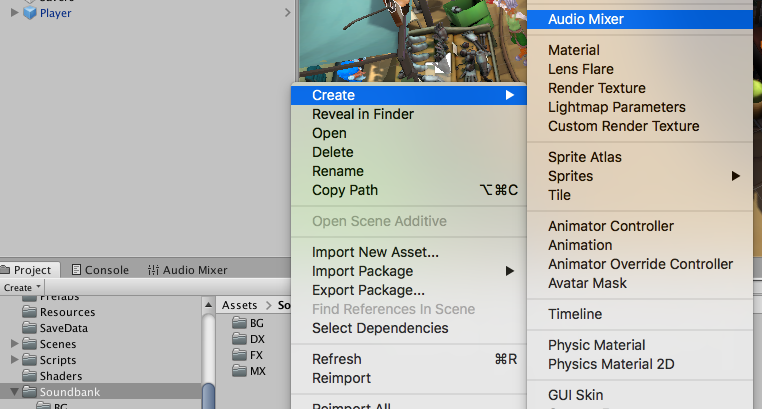 Player
Create
Reveal in Finder
Open
Delete
Rename
Copy Path ⌥⌘C
Open Scene Additive
Import New Asset...
Import Package
Export Package...
Find References In Scene
Select Dependencies
Refresh ⌘R
Reimport
Reimport All
Audio Mixer
Material
Lens Flare
Render Texture
Lightmap Parameters
Custom Render Texture
Sprite Atlas
Sprites
Tile
Animator Controller
Animation
Animator Override Controller
Avatar Mask
Timeline
Physic Material
Physics Material 2D
GUI Skin
Project
Console
Audio Mixer
Create
Prefabs
Resources
SaveData
Scenes
Scripts
Shaders
Soundbank
BG
Assets > So
BG
DX
FX
MX